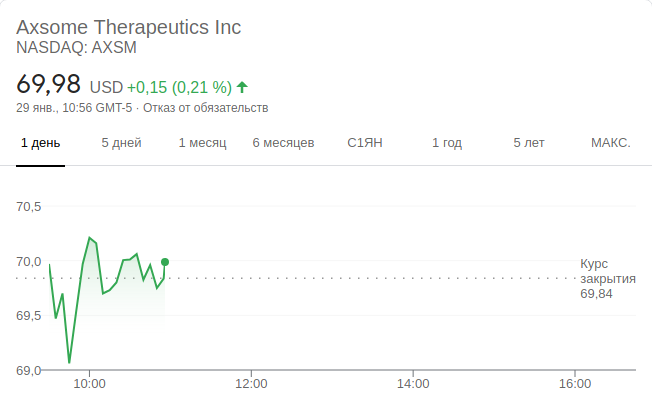 Axsome Therapeutics Inc
NASDAQ: AXSM
69,98 USD +0,15 (0,21 %)
29 янв., 10:56 GMT-5 · Отказ от обязательств
1 день 5 дней 1 месяц 6 месяцев С1ЯН 1 год 5 лет МАКС.
70,5
70,0
Курс
закрытия
69,84
69,5
69,0
10:00 12:00 14:00 16:00